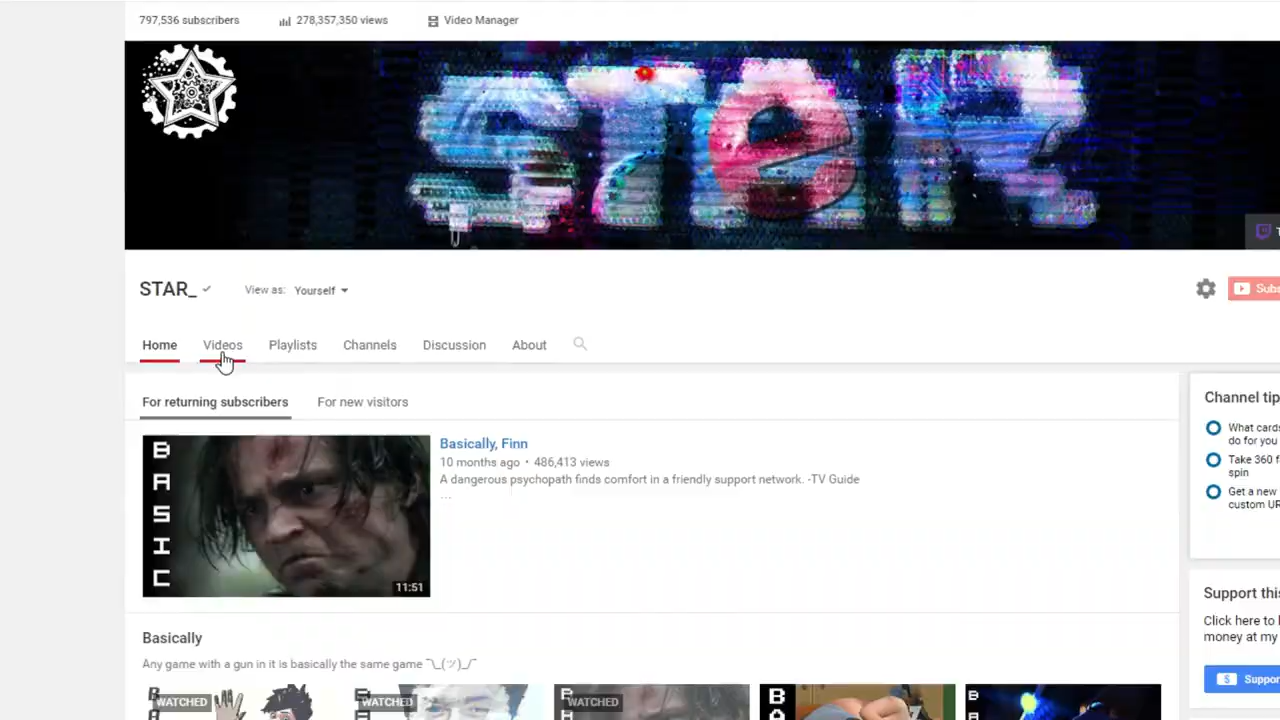 797,536 subscribers 278,357,350 views Video Manager
STeR
STAR_ View as: Yourself
Home Videos Playlists Channels Discussion About
For returning subscribers For new visitors
BASIC
11:51
Basically, Finn
10 months ago • 486,413 views
A dangerous psychopath finds comfort in a friendly support network. -TV Guide
...
Channel tip
What cards
do for you
Take 360 f
spin
Get a new
custom UR
Support this
Click here to
money at my
$ Suppor
Basically
Any game with a gun in it is basically the same game ¯\_(ツ)_/¯
WATCHED WATCHED WATCHED